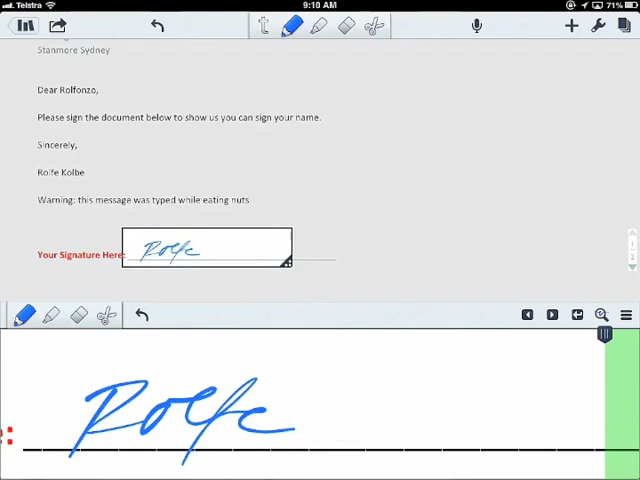 Telstra 9:10 AM 71%
t
Stanmore Sydney
Dear Rolfonzo,
Please sign the document below to show us you can sign your name.
Sincerely,
Rolfe Kolbe
Warning: this message was typed while eating nuts
Your Signature Here: Rolfe
1
2
Rolfe